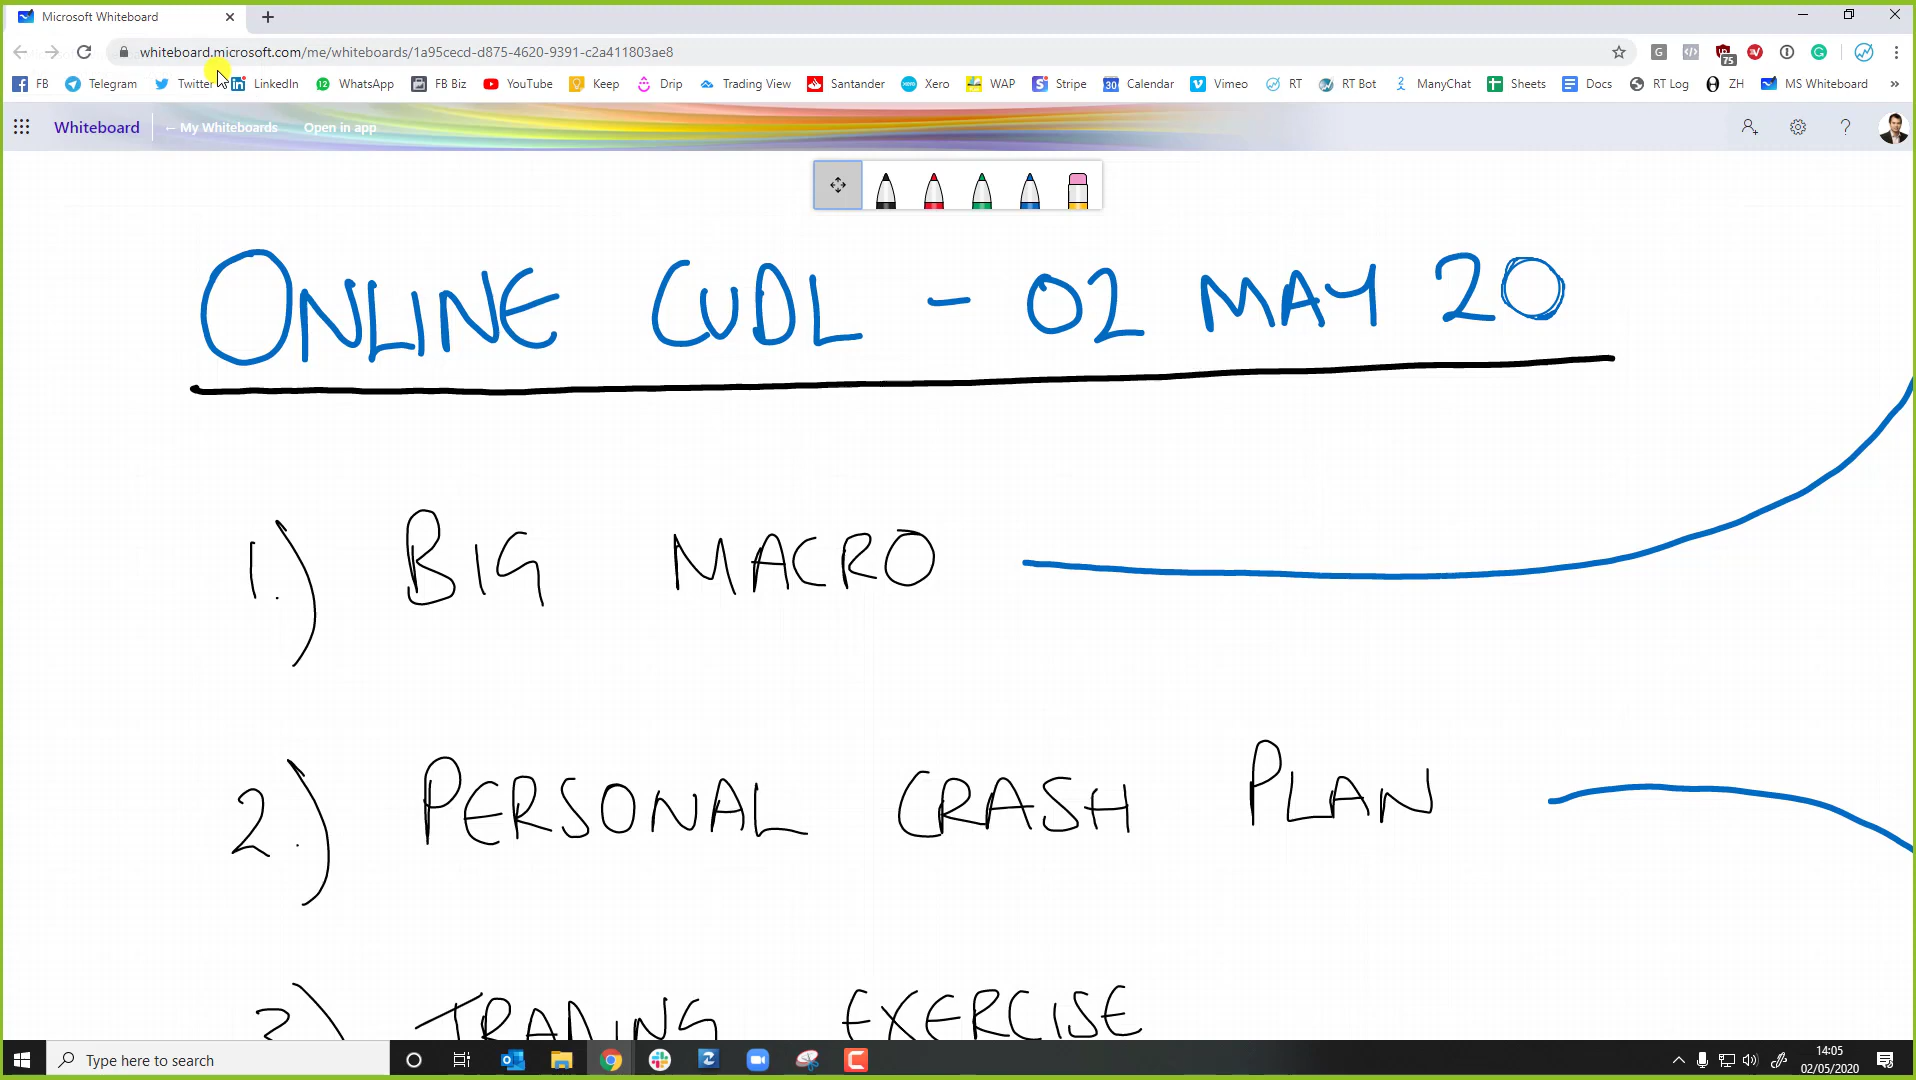 Microsoft Whiteboard
whiteboard.microsoft.com/me/whiteboards/1a95cecd-d875-4620-9391-c2a411803ae8
75
FB Telegram Twitter LinkedIn 12 WhatsApp FB Biz YouTube Keep Drip Trading View Santander Xero WAP Stripe 30 Calendar Vimeo RT RT Bot ManyChat Sheets Docs RT Log ZH MS Whiteboard »
Whiteboard ← My Whiteboards Open in app ?
ONLINE CUDL - 02 MAY 20
1.) BIG MACRO
2.) PERSONAL CRASH PLAN
3) TRADING EXERCISE
Type here to search
14:05
02/05/2020